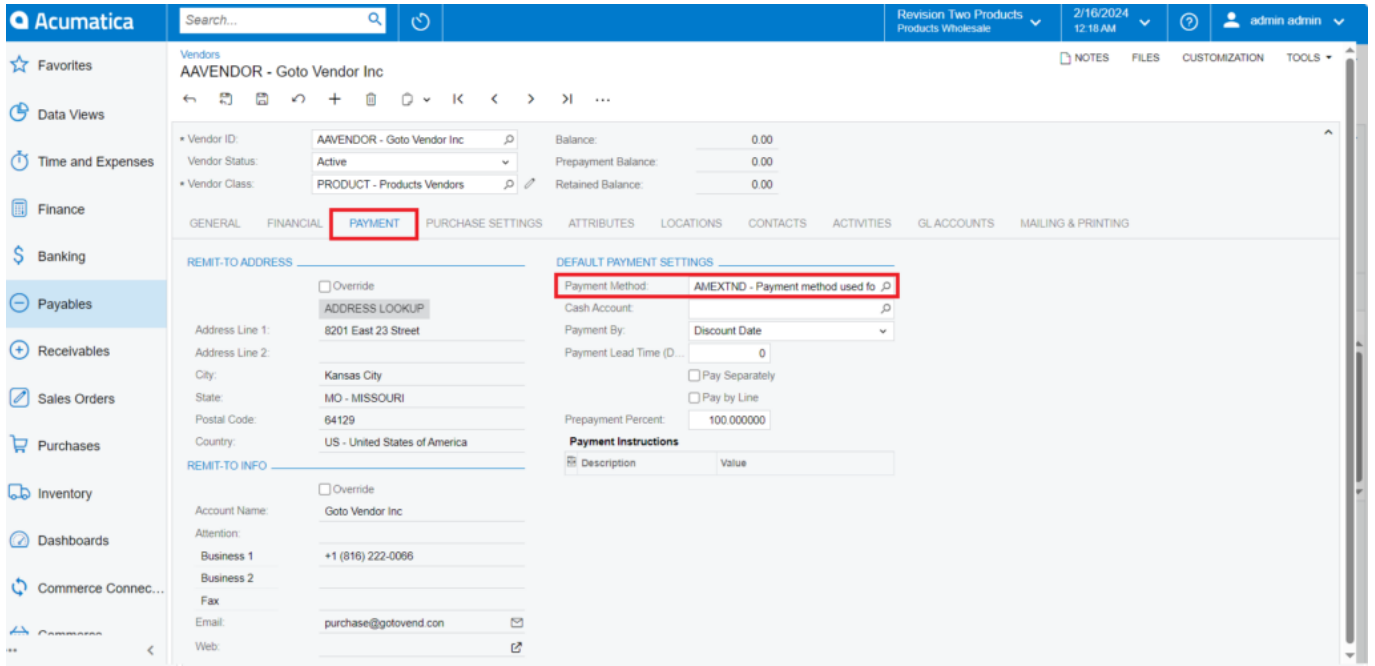 Acumatica
Search...
Revision Two Products
Products Wholesale
2/16/2024
12:18 AM
admin admin
Favorites
Data Views
Time and Expenses
Finance
Banking
Payables
Receivables
Sales Orders
Purchases
Inventory
Dashboards
Commerce Connec...
Vendors
AAVENDOR - Goto Vendor Inc
NOTES FILES CUSTOMIZATION TOOLS
* Vendor ID: AAVENDOR - Goto Vendor Inc
Vendor Status: Active
* Vendor Class: PRODUCT - Products Vendors
Balance: 0.00
Prepayment Balance: 0.00
Retained Balance: 0.00
GENERAL FINANCIAL PAYMENT PURCHASE SETTINGS ATTRIBUTES LOCATIONS CONTACTS ACTIVITIES GL ACCOUNTS MAILING & PRINTING
REMIT-TO ADDRESS
Override
ADDRESS LOOKUP
Address Line 1: 8201 East 23 Street
Address Line 2:
City: Kansas City
State: MO - MISSOURI
Postal Code: 64129
Country: US - United States of America
REMIT-TO INFO
Override
Account Name: Goto Vendor Inc
Attention:
Business 1 +1 (816) 222-0066
Business 2
Fax
Email: purchase@gotovend.con
Web:
DEFAULT PAYMENT SETTINGS
Payment Method: AMEXTND - Payment method used fo
Cash Account:
Payment By: Discount Date
Payment Lead Time (D... 0
Pay Separately
Pay by Line
Prepayment Percent: 100.000000
Payment Instructions
Description Value